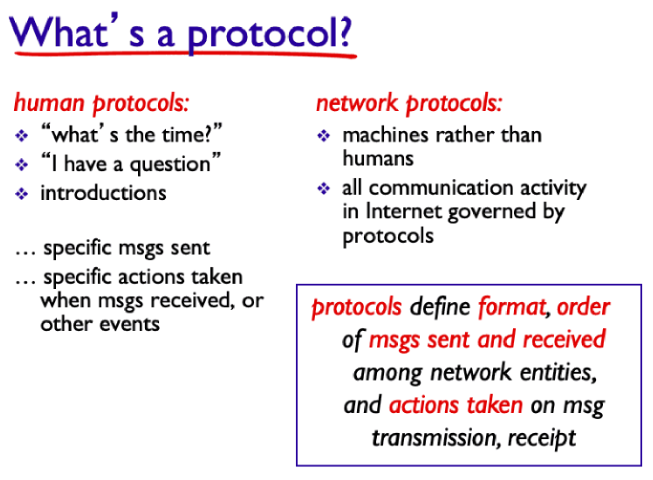 What’s a protocol?
human protocols:
❖ “what’s the time?”
❖ “I have a question”
❖ introductions
… specific msgs sent
… specific actions taken
when msgs received, or
other events
network protocols:
❖ machines rather than
humans
❖ all communication activity
in Internet governed by
protocols
protocols define format, order
of msgs sent and received
among network entities,
and actions taken on msg
transmission, receipt